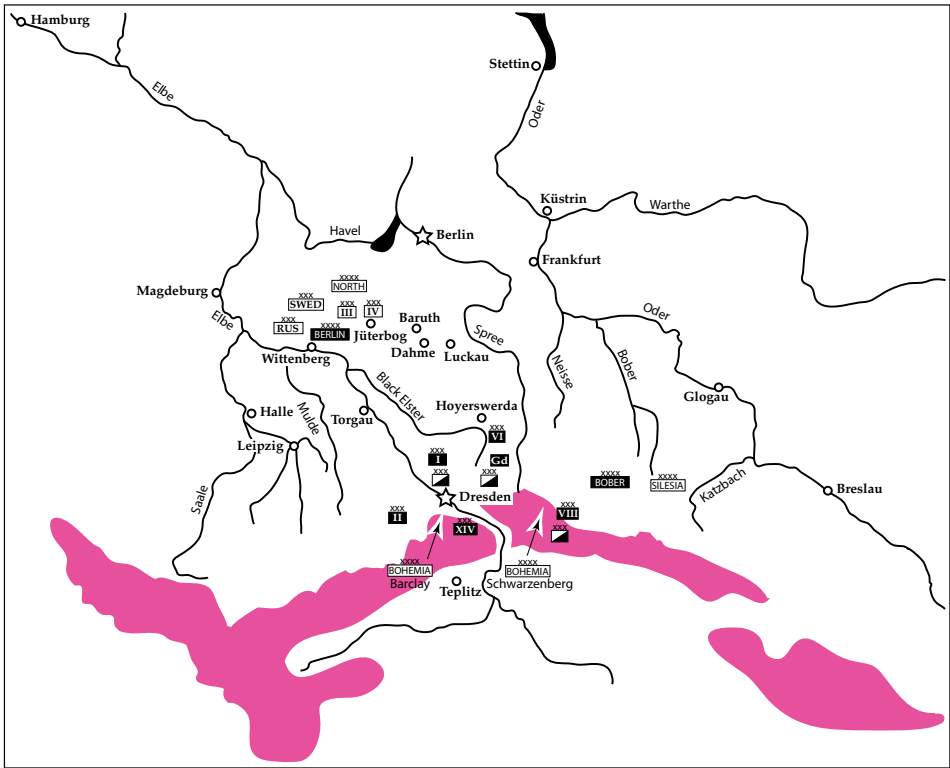 Hamburg
Elbe
Stettin
Oder
Küstrin
Warthe
Havel
Berlin
Frankfurt
Magdeburg
xxxx
NORTH
xxx
SWED
xxx
III
xxx
IV
xxx
RUS
xxxx
BERLIN
Jüterbog
Baruth
Dahme
Luckau
Spree
Oder
Elbe
Wittenberg
Neisse
Bober
Glogau
Black Elster
Hoyerswerda
Halle
Mulde
Torgau
Leipzig
xxx
VI
xxx
I
Gd
xxx
xxx
xxxx
BOBER
xxxx
SILESIA
Katzbach
Breslau
Saale
Dresden
xxx
II
xxx
XIV
xxx
VIII
xxx
xxxx
BOHEMIA
Barclay
xxxx
BOHEMIA
Schwarzenberg
Teplitz